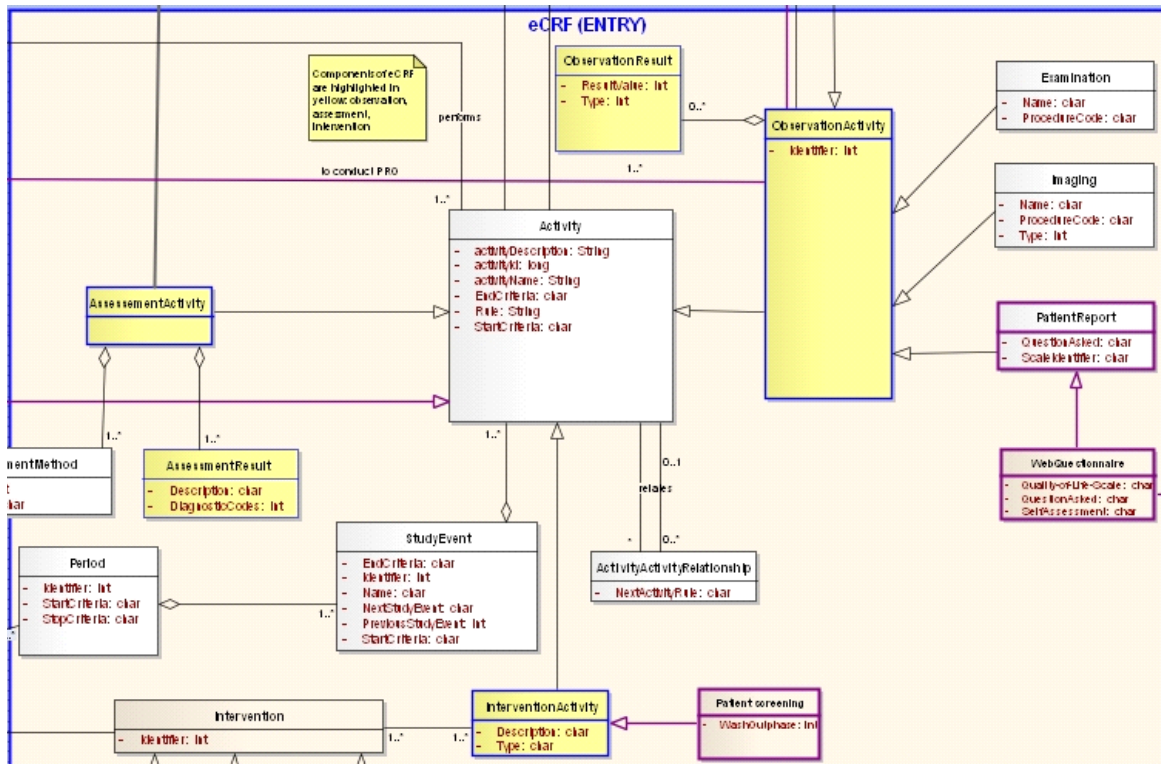 eCRF (ENTRY)
Components of eCRF
are highlighted in
yellow: observation,
assesment,
Intervention
performs
ObservationResult
- ResultValue: int
- Type: int
0..*
1..*
ObservationActivity
- Identifier: int
Examination
- Name: char
- ProcedureCode: char
Imaging
- Name: char
- ProcedureCode: char
- Type: int
to conduct PRO
1..*
Activity
- activityDescription: String
- activityId: long
- activityName: String
- EndCriteria: char
- Rule: String
- StartCriteria: char
AssessmentActivity
PatientReport
- QuestionAsked: char
- ScaleIdentifier: char
1..*
1..*
1..*
mentMethod
t
ar
AssessmentResult
- Description: char
- DiagnosticCodes: int
0..1
relates
*
0..*
WebQuestionnaire
- Quality-of-Life-Scale: char
- QuestionAsked: char
- SelfAssessment: char
StudyEvent
- EndCriteria: char
- Identifier: int
- Name: char
- NextStudyEvent: char
- PreviousStudyEvent: int
- StartCriteria: char
ActivityActivityRelationship
- NextActivityRule: char
Period
- Identifier: int
- StartCriteria: char
- StopCriteria: char
1..*
..*
Intervention
- Identifier: int
1..*
1..*
InterventionActivity
- Description: char
- Type: char
Patient screening
- WashOutphase: int